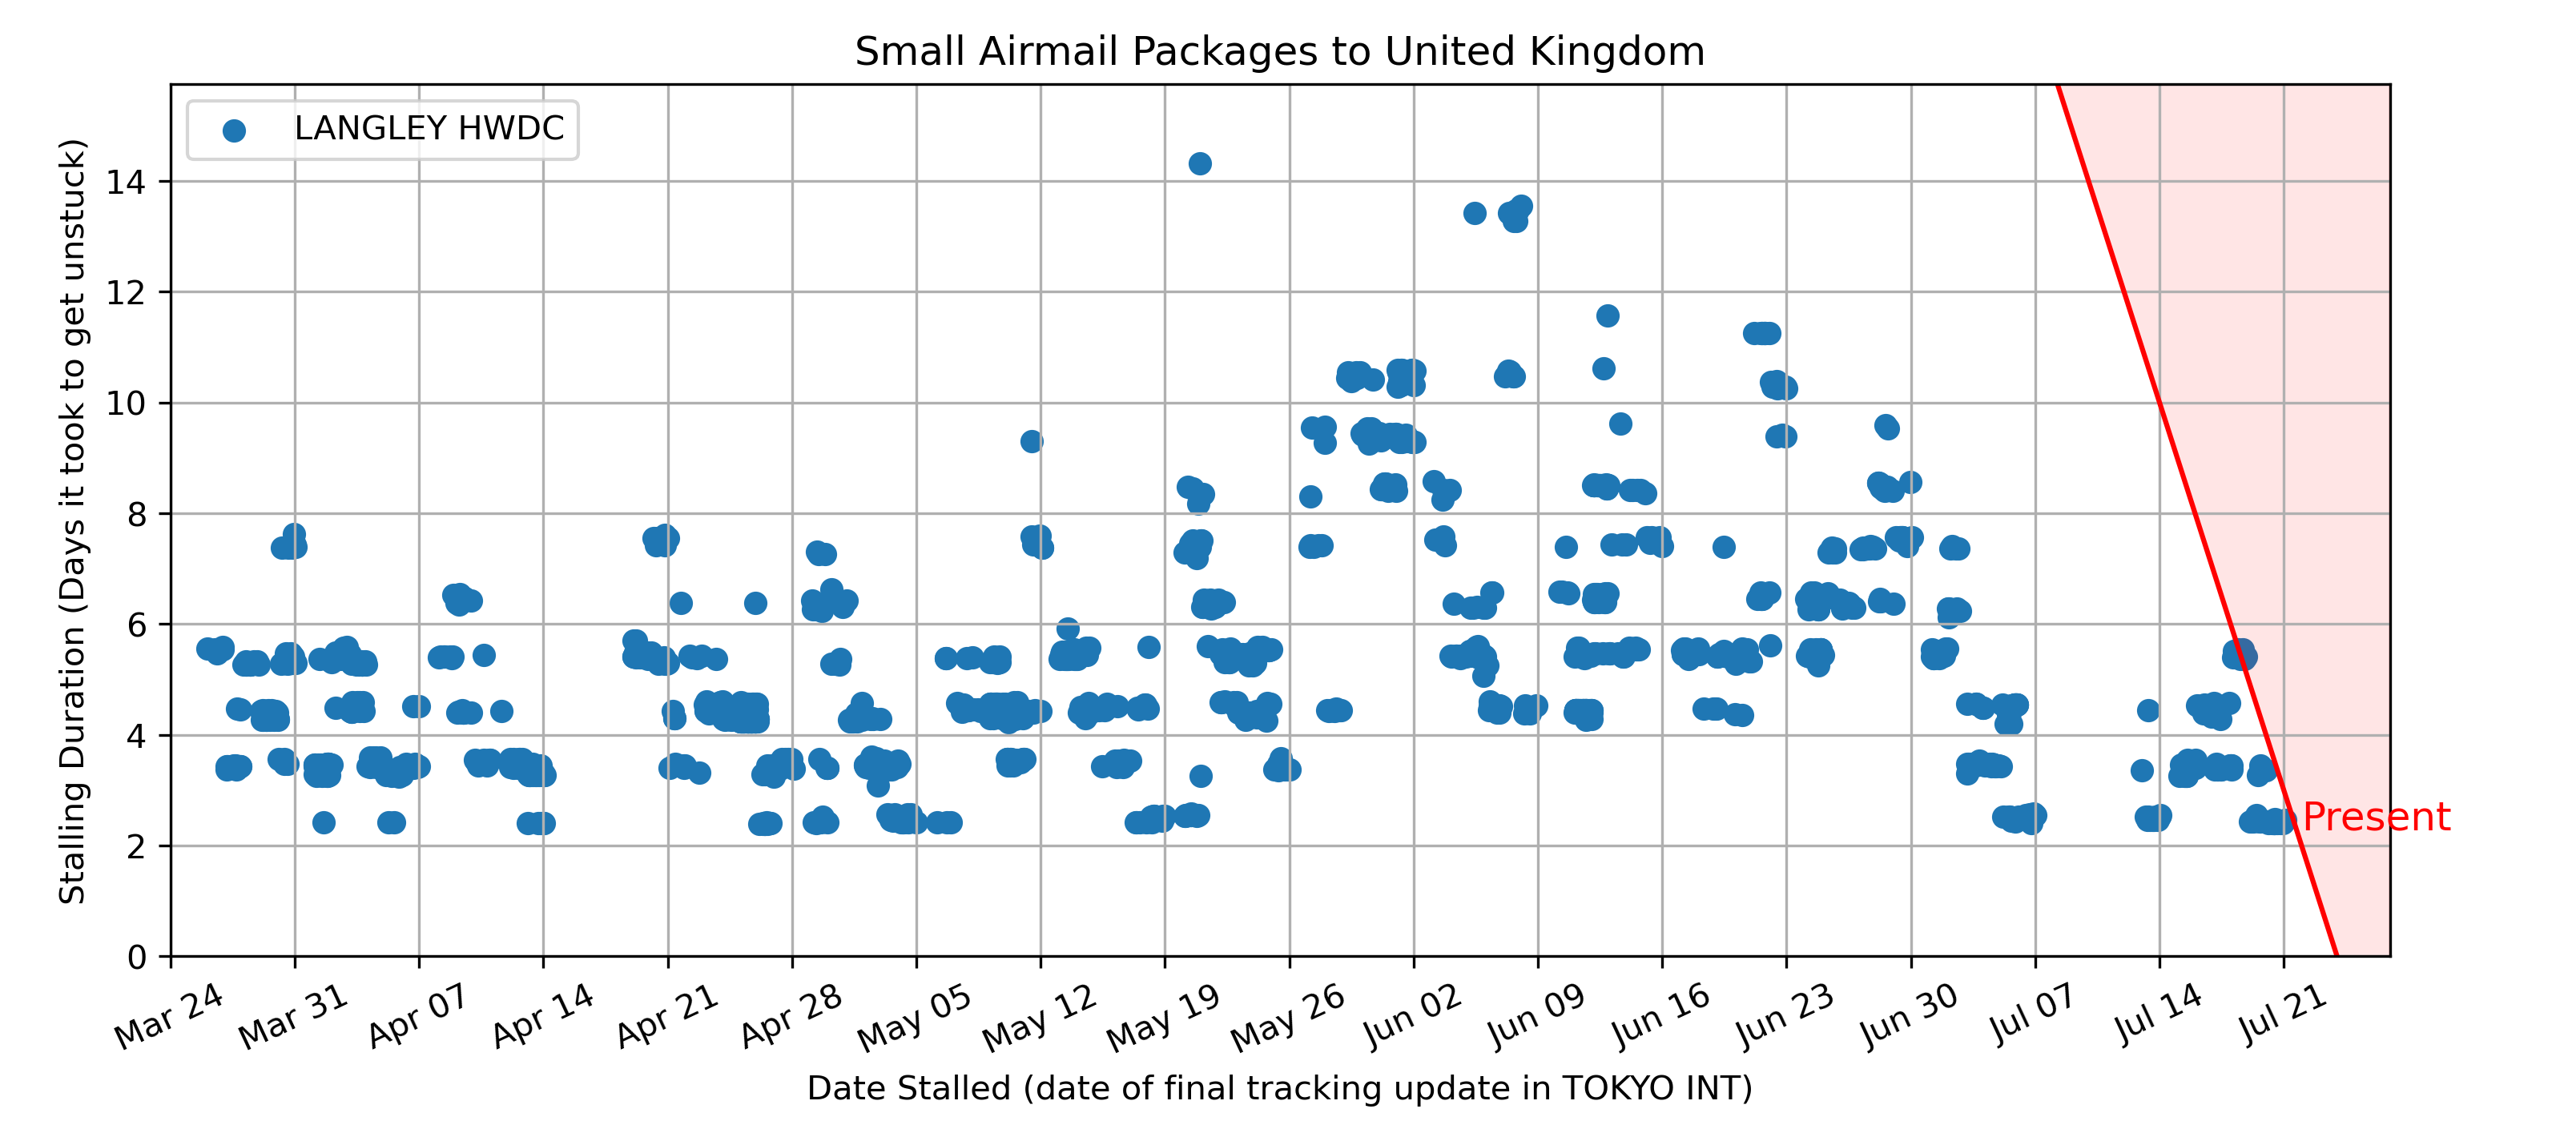 Small Airmail Packages to United Kingdom
LANGLEY HWDC
Stalling Duration (Days it took to get unstuck)
14
12
10
8
6
4
2
0
Present
Mar 24
Mar 31
Apr 07
Apr 14
Apr 21
Apr 28
May 05
May 12
May 19
May 26
Jun 02
Jun 09
Jun 16
Jun 23
Jun 30
Jul 07
Jul 14
Jul 21
Date Stalled (date of final tracking update in TOKYO INT)